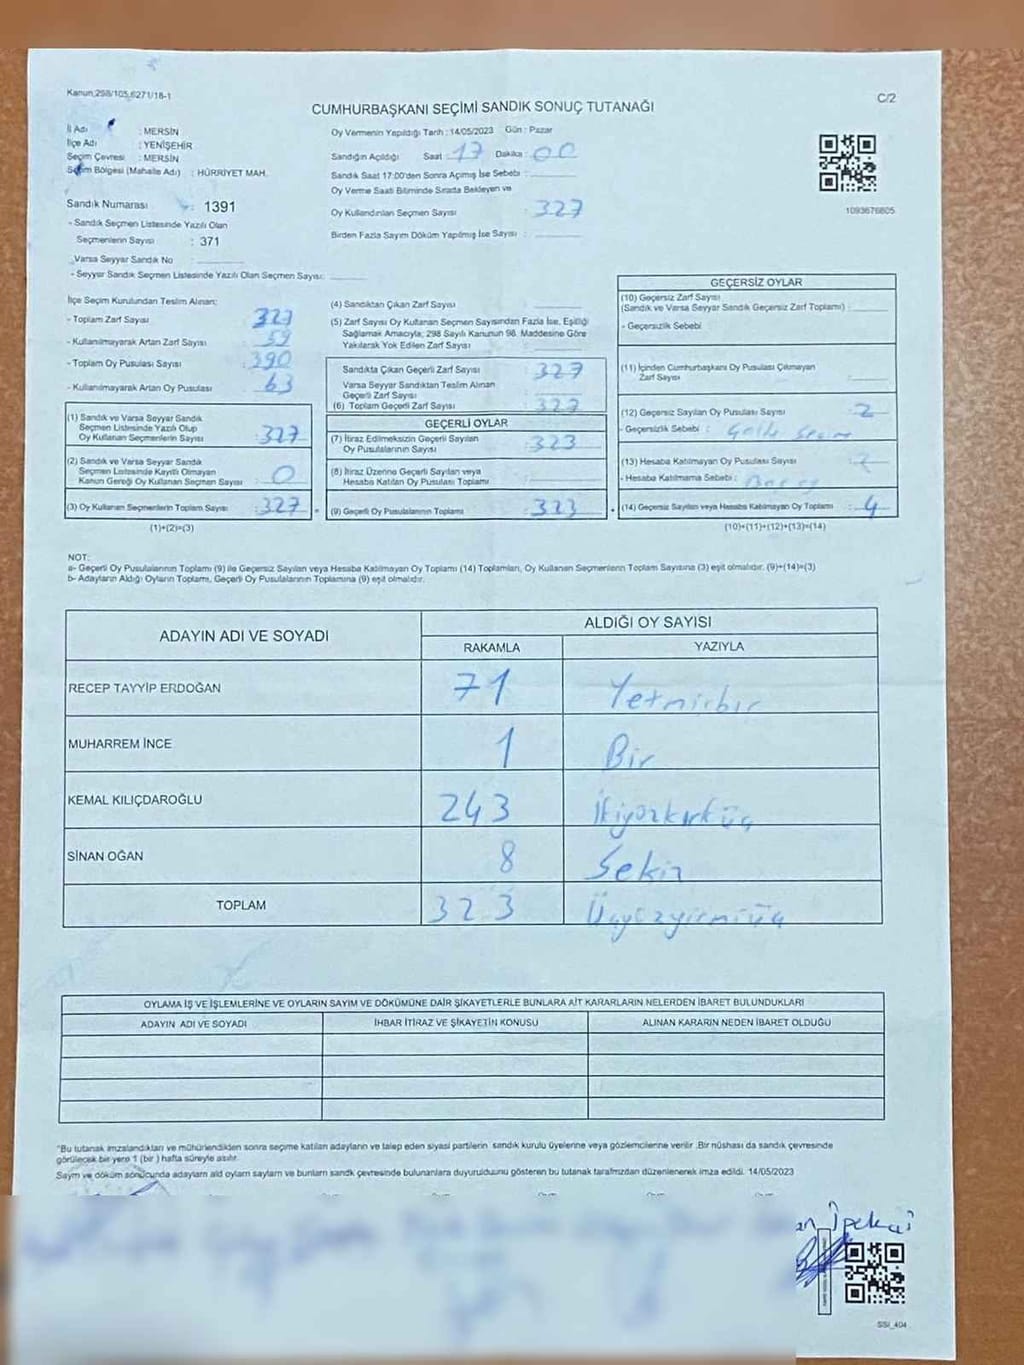 Kanun,298/105,6271/18-1
C/2
CUMHURBAŞKANI SEÇİMİ SANDIK SONUÇ TUTANAĞI
İl Adı : MERSİN
İlçe Adı : YENİŞEHİR
Seçim Çevresi : MERSİN
Seçim Bölgesi (Mahalle Adı) : HÜRRİYET MAH.
Sandık Numarası : 1391
- Sandık Seçmen Listesinde Yazılı Olan
Seçmenlerin Sayısı : 371
Varsa Seyyar Sandık No
- Seyyar Sandık Seçmen Listesinde Yazılı Olan Seçmen Sayısı:
Oy Vermenin Yapıldığı Tarih : 14/05/2023 Gün : Pazar
Sandığın Açıldığı Saat : 17 Dakika : 00
Sandık Saat 17:00'den Sonra Açımış İse Sebebi :
Oy Verme Saati Bitiminde Sırada Bekleyen ve
Oy Kullandırılan Seçmen Sayısı : 327
Birden Fazla Sayım Döküm Yapılmış İse Sayısı :
1093676605
İlçe Seçim Kurulundan Teslim Alınan:
- Toplam Zarf Sayısı 327
- Kullanılmayarak Artan Zarf Sayısı : 59
- Toplam Oy Pusulası Sayısı : 390
- Kullanılmayarak Artan Oy Pusulası : 63
(1) Sandık ve Varsa Seyyar Sandık
Seçmen Listesinde Yazılı Olup
Oy Kullanan Seçmenlerin Sayısı : 327
(2) Sandık ve Varsa Seyyar Sandık
Seçmen Listesinde Kayıtlı Olmayan
Kanun Gereği Oy Kullanan Seçmen Sayısı : 0
(3) Oy Kullanan Seçmenlerin Toplam Sayısı : 327
(1)+(2)=(3)
(4) Sandıktan Çıkan Zarf Sayısı
(5) Zarf Sayısı Oy Kullanan Seçmen Sayısından Fazla İse, Eşitliği
Sağlamak Amacıyla, 298 Sayılı Kanunun 98. Maddesine Göre
Yakılarak Yok Edilen Zarf Sayısı :
Sandıkta Çıkan Geçerli Zarf Sayısı : 327
Varsa Seyyar Sandıktan Teslim Alınan
Geçerli Zarf Sayısı :
(6) Toplam Geçerli Zarf Sayısı : 327
GEÇERLİ OYLAR
(7) İtiraz Edilmeksizin Geçerli Sayılan
Oy Pusulasının Sayısı : 323
(8) İtiraz Üzerine Geçerli Sayılan veya
Hesaba Katılan Oy Pusulası Toplamı :
(9) Geçerli Oy Pusulalarının Toplamı : 323
GEÇERSİZ OYLAR
(10) Geçersiz Zarf Sayısı
(Sandık ve Varsa Seyyar Sandık Geçersiz Zarf Toplamı) :
- Geçersizlik Sebebi
(11) İçinden Cumhurbaşkanı Oy Pusulası Çıkmayan
Zarf Sayısı :
(12) Geçersiz Sayılan Oy Pusulası Sayısı : 2
- Geçersizlik Sebebi :
(13) Hesaba Katılmayan Oy Pusulası Sayısı : 2
- Hesaba Katılmama Sebebi :
(14) Geçersiz Sayılan veya Hesaba Katılmayan Oy Toplamı : 4
(10)+(11)+(12)+(13)=(14)
NOT:
a- Geçerli Oy Pusulalarının Toplamı (9) ile Geçersiz Sayılan veya Hesaba Katılmayan Oy Toplamı (14) Toplamları, Oy Kullanan Seçmenlerin Toplam Sayısına (3) eşit olmalıdır. (9)+(14)=(3)
b- Adayların Aldığı Oyların Toplamı, Geçerli Oy Pusulalarının Toplamına (9) eşit olmalıdır.
ADAYIN ADI VE SOYADI ALDIĞI OY SAYISI
RAKAMLA YAZIYLA
RECEP TAYYİP ERDOĞAN 71 Yetmişbir
MUHARREM İNCE 1 Bir
KEMAL KILIÇDAROĞLU 243 İkiyüzkırküç
SİNAN OĞAN 8 Sekiz
TOPLAM 323 Üçyüzyirmiüç
OYLAMA İŞ VE İŞLEMLERİNE VE OYLARIN SAYIM VE DÖKÜMÜNE DAİR ŞİKAYETLERLE BUNLARA AİT KARARLARIN NELERDEN İBARET BULUNDUKLARI
ADAYIN ADI VE SOYADI İHBAR İTİRAZ VE ŞİKAYETİN KONUSU ALINAN KARARIN NEDEN İBARET OLDUĞU
"Bu tutanak imzalandıktan ve mühürlendikten sonra seçime katılan adayların ve talep eden siyasi partilerin sandık kurulu üyelerine veya gözlemcilerine verilir .Bir nüshası da sandık çevresinde
görülecek bir yere 1 (bir ) hafta süreyle asılır.
Sayım ve döküm sonucunda adayların aldı oyların sayların ve bunların sandk çevresinde bulunanlara duyurulduunu gösteren bu tutanak tarafmzdan düzenlenerek imza edildi. 14/05/2023
an İpekçi
SSI_404